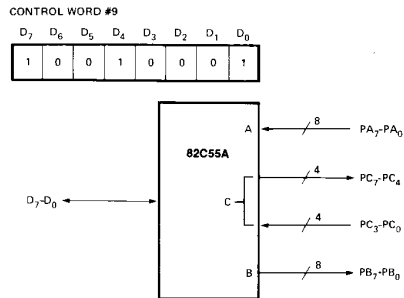 CONTROL WORD #9
D7 D6 D5 D4 D3 D2 D1 D0
1 0 0 1 0 0 0 1
82C55A
A
8
PA7-PA0
4
PC7-PC4
D7-D0
C
4
PC3-PC0
B
8
PB7-PB0